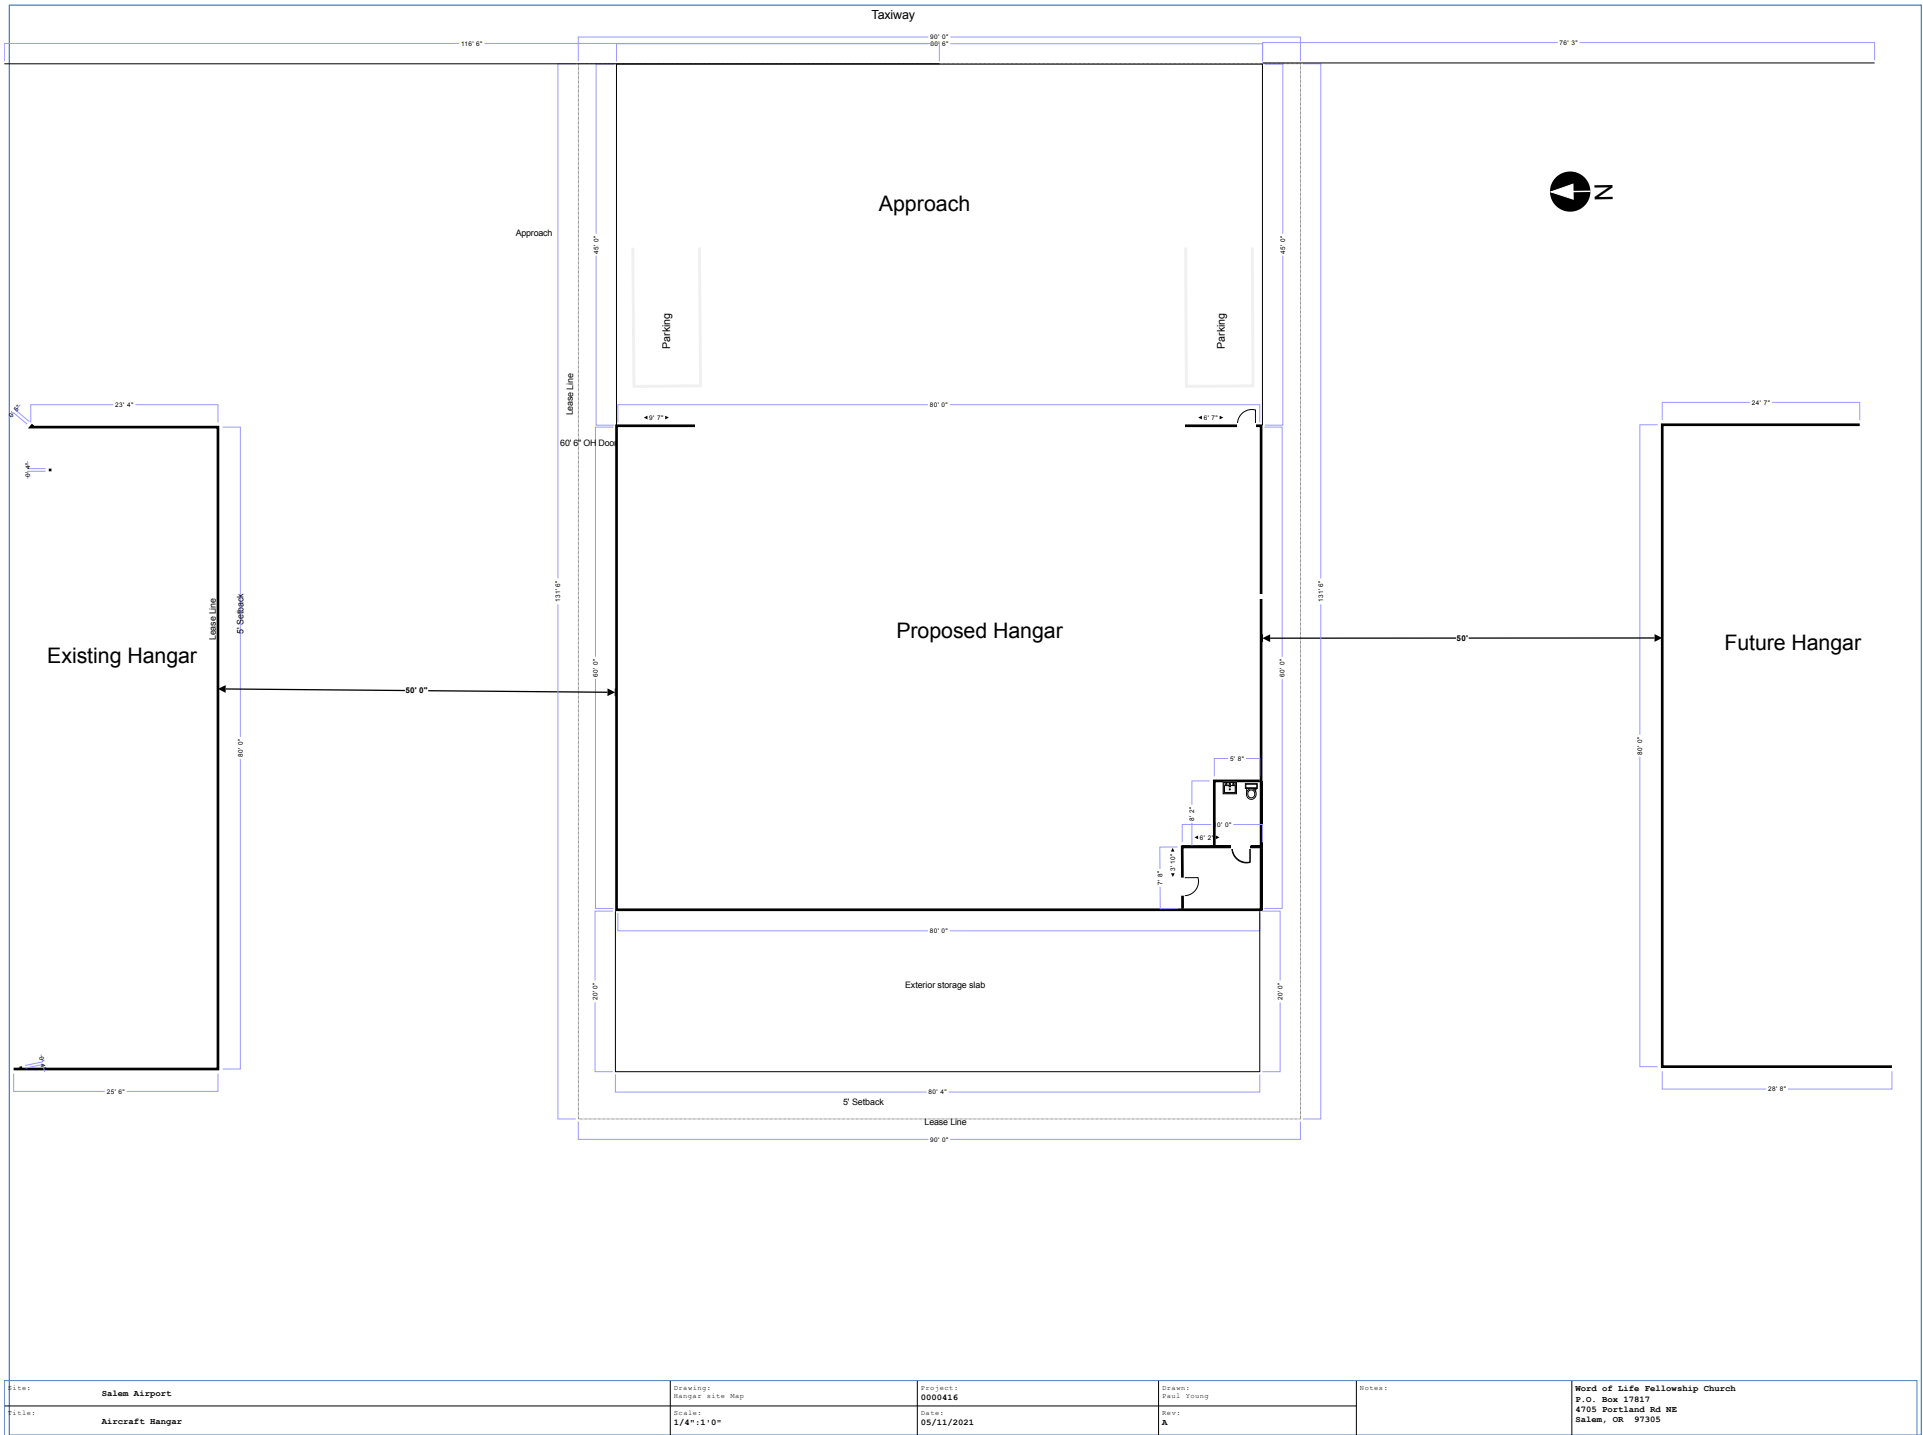 Taxiway
90' 0"
116' 6"
80' 6"
76' 3"
Approach
N
Approach
45' 0"
45' 0"
Parking
Parking
Lease Line
23' 4"
80' 0"
24' 7"
9' 7"
6' 7"
60' 6" OH Door
0' 4"
131' 6"
131' 6"
Lease Line
5' Setback
Proposed Hangar
50'
Future Hangar
Existing Hangar
60' 0"
60' 0"
50' 0"
80' 0"
80' 0"
5' 8"
8' 2"
6' 2"
3' 10"
7' 8"
80' 0"
Exterior storage slab
20' 0"
20' 0"
25' 6"
80' 4"
28' 8"
5' Setback
Lease Line
90' 0"
Site:
Salem Airport
Drawing:
Hangar site Map
Project:
0000416
Drawn:
Paul Young
Notes:
Title:
Aircraft Hangar
Scale:
1/4":1'0"
Date:
05/11/2021
Rev:
A
Word of Life Fellowship Church
P.O. Box 17817
4705 Portland Rd NE
Salem, OR 97305